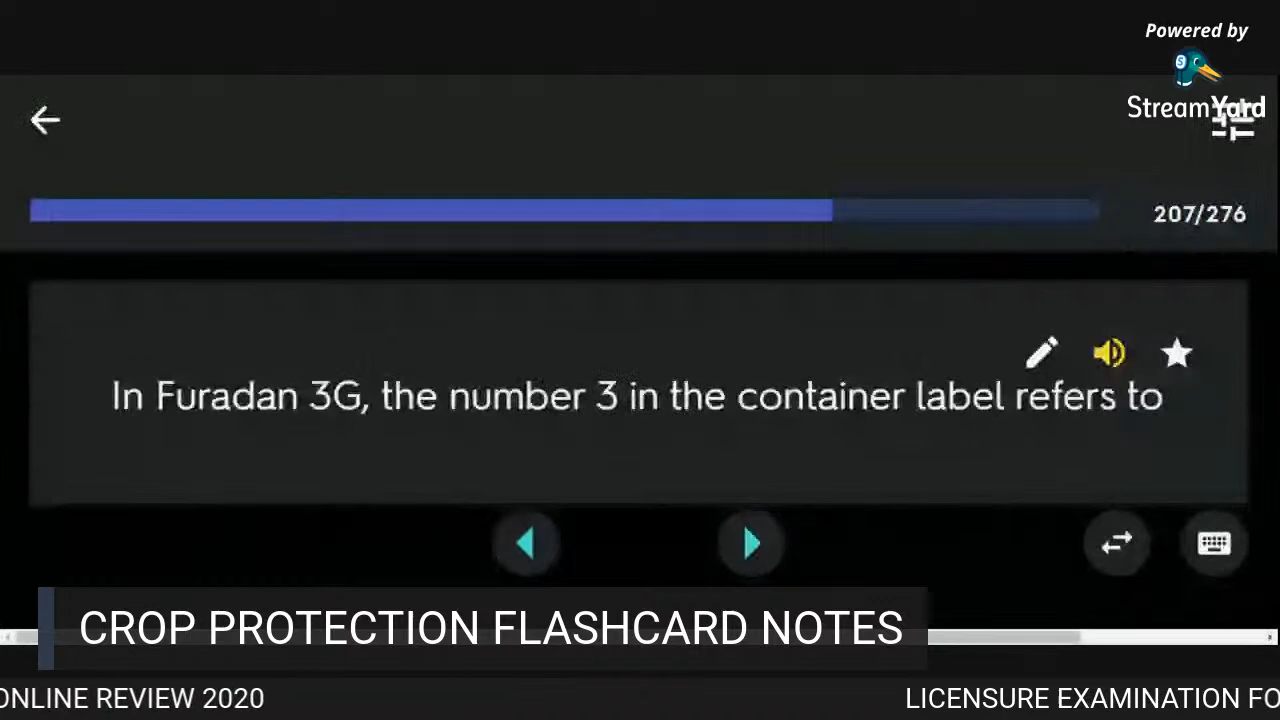 Powered by
StreamYard
207/276
In Furadan 3G, the number 3 in the container label refers to
CROP PROTECTION FLASHCARD NOTES
ONLINE REVIEW 2020
LICENSURE EXAMINATION FO